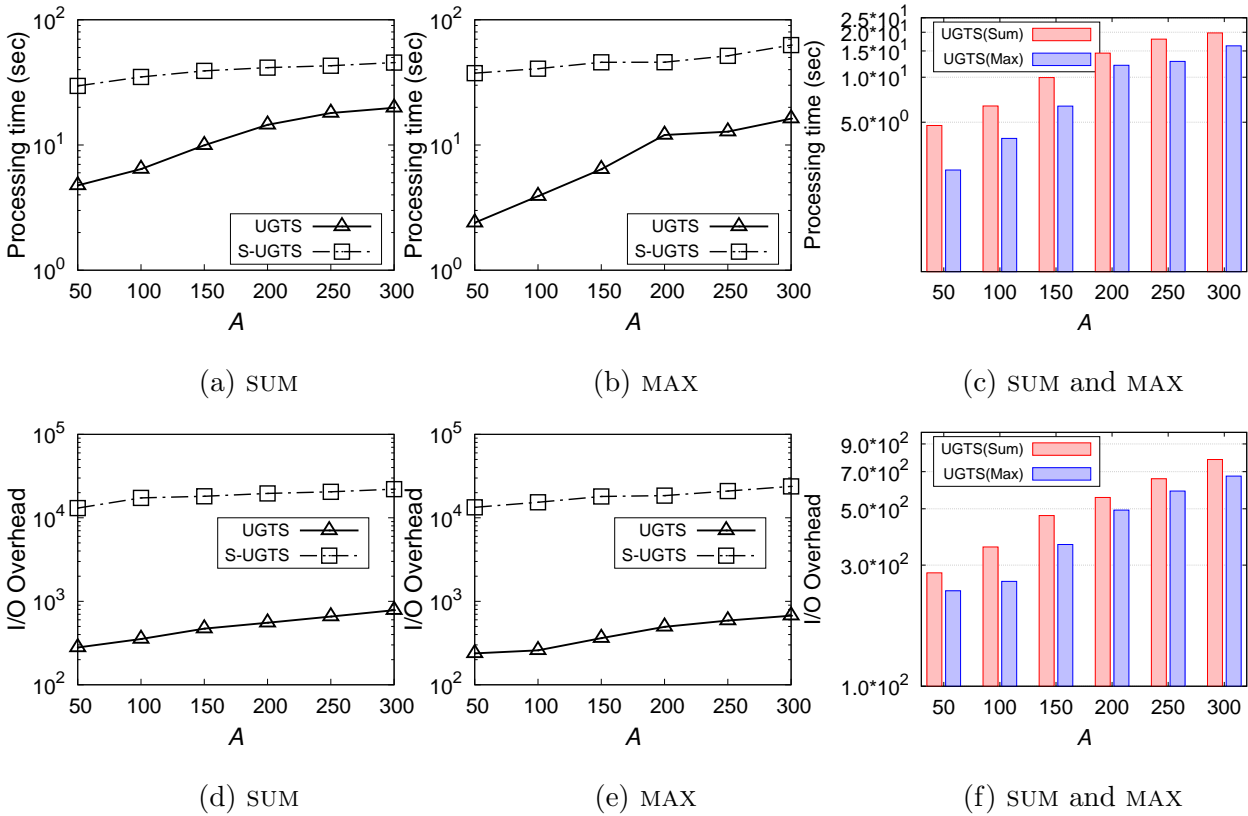 Processing time (sec)
10^2
10^1
10^0
UGTS
S-UGTS
50 100 150 200 250 300
A
(a) SUM
Processing time (sec)
10^2
10^1
10^0
UGTS
S-UGTS
50 100 150 200 250 300
A
(b) MAX
Processing time (sec)
2.5*10^1
2.0*10^1
1.5*10^1
1.0*10^1
5.0*10^0
UGTS(Sum)
UGTS(Max)
50 100 150 200 250 300
A
(c) SUM and MAX
I/O Overhead
10^5
10^4
10^3
10^2
UGTS
S-UGTS
50 100 150 200 250 300
A
(d) SUM
I/O Overhead
10^5
10^4
10^3
10^2
UGTS
S-UGTS
50 100 150 200 250 300
A
(e) MAX
I/O Overhead
9.0*10^2
7.0*10^2
5.0*10^2
3.0*10^2
1.0*10^2
UGTS(Sum)
UGTS(Max)
50 100 150 200 250 300
A
(f) SUM and MAX